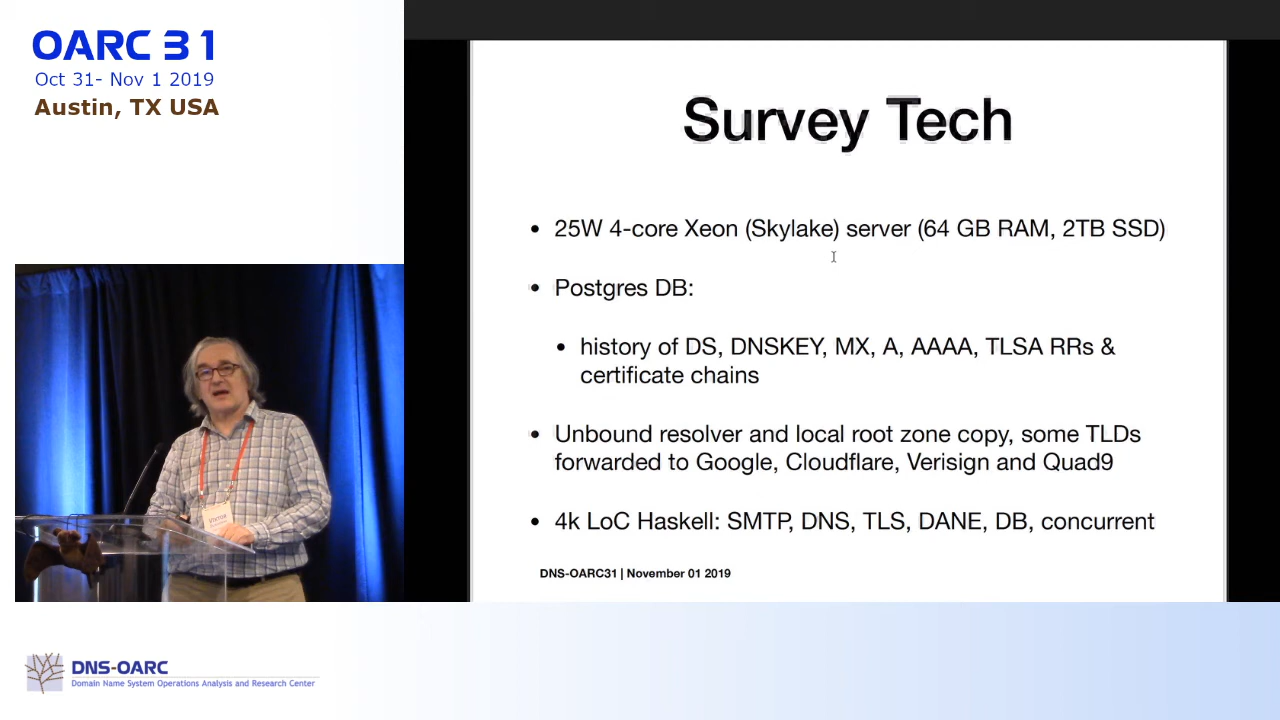 OARC 31
Oct 31- Nov 1 2019
Austin, TX USA
Survey Tech
• 25W 4-core Xeon (Skylake) server (64 GB RAM, 2TB SSD)
• Postgres DB:
• history of DS, DNSKEY, MX, A, AAAA, TLSA RRs &
certificate chains
• Unbound resolver and local root zone copy, some TLDs
forwarded to Google, Cloudflare, Verisign and Quad9
• 4k LoC Haskell: SMTP, DNS, TLS, DANE, DB, concurrent
DNS-OARC31 | November 01 2019
DNS-OARC
Domain Name System Operations Analysis and Research Center